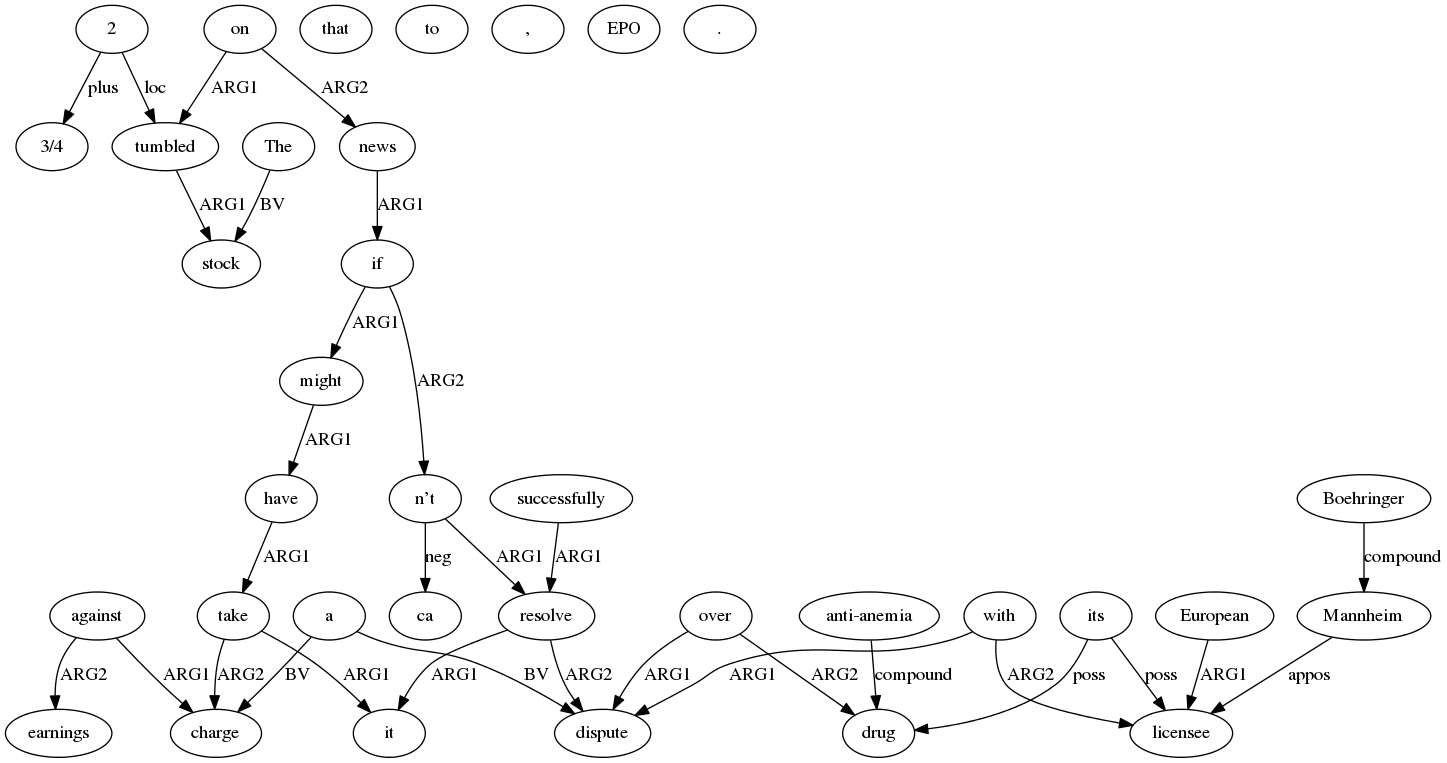 2 on that to , EPO .
plus loc ARG1 ARG2
3/4 tumbled The news
ARG1 BV ARG1
stock if
ARG1 ARG2
might
ARG1
have n't successfully Boehringer
ARG1 neg ARG1 ARG1 compound
against take a ca resolve over anti-anemia with its European Mannheim
ARG2 ARG1 ARG2 BV ARG1 ARG1 ARG2 BV ARG1 ARG1 ARG2 compound ARG2 poss poss ARG1 appos
earnings charge it dispute drug licensee